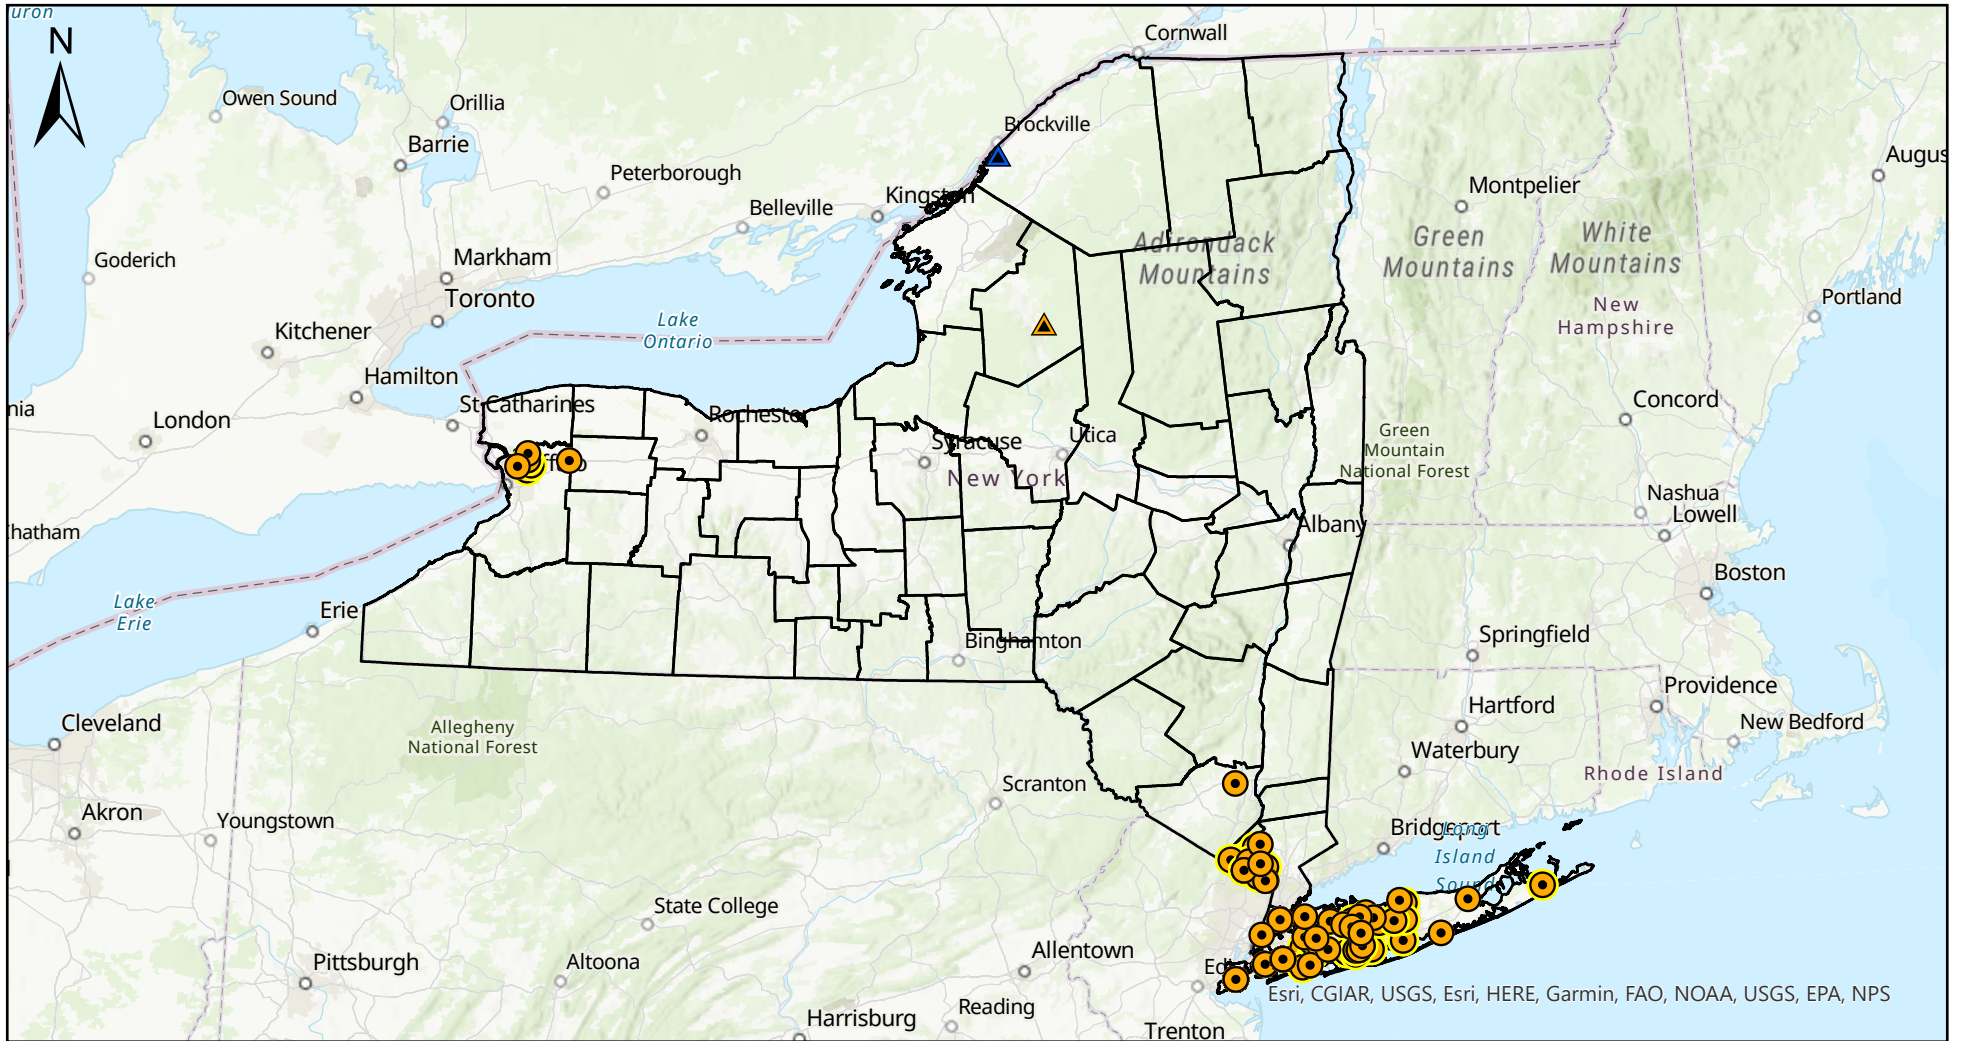 uron
N
Cornwall
Owen Sound
Orillia
Brockville
Barrie
Augus
Peterborough
Montpelier
Kingston
Belleville
White
Mountains
Green
Mountains
Adirondack
Mountains
Goderich
Markham
Toronto
Portland
New
Hampshire
Lake
Ontario
Kitchener
Hamilton
nia
St Catharines
Concord
London
Rochester
Green
Mountain
National Forest
Utica
Syracuse
New York
ffalo
Nashua
Lowell
Chatham
Albany
Boston
Lake
Erie
Erie
Binghamton
Springfield
Providence
Hartford
New Bedford
Cleveland
Allegheny
National Forest
Waterbury
Rhode Island
Scranton
Akron
Youngstown
Bridgeport
Long
Island
Sound
State College
Allentown
Pittsburgh
Altoona
Ed
Esri, CGIAR, USGS, Esri, HERE, Garmin, FAO, NOAA, USGS, EPA, NPS
Reading
Harrisburg
Trenton